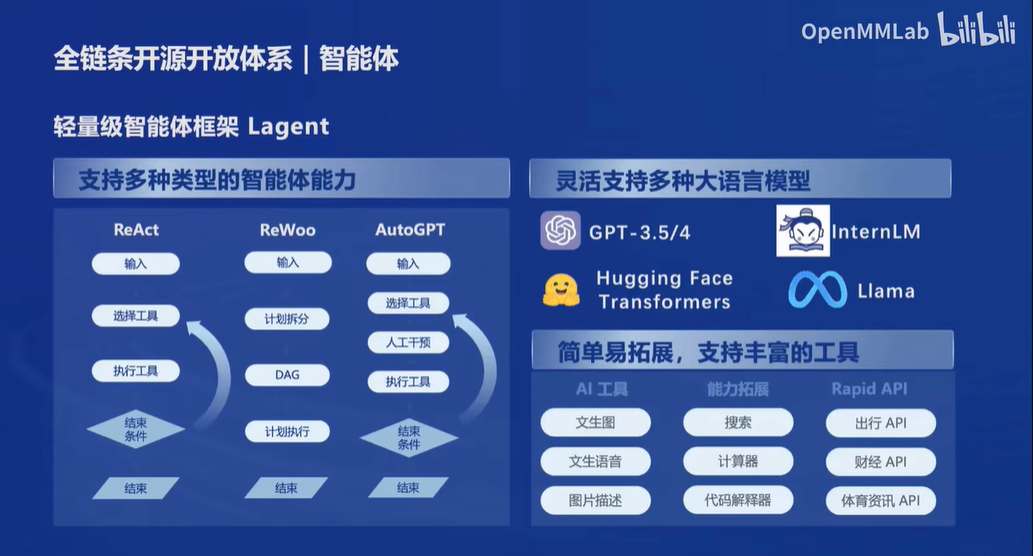 OpenMMLab bilibili
全链条开源开放体系 | 智能体
轻量级智能体框架 Lagent
支持多种类型的智能体能力
ReAct
输入
选择工具
执行工具
结束
条件
结束
ReWoo
输入
计划拆分
DAG
计划执行
结束
AutoGPT
输入
选择工具
人工干预
执行工具
结束
条件
结束
灵活支持多种大语言模型
GPT-3.5/4
InternLM
Hugging Face
Transformers
Llama
简单易拓展，支持丰富的工具
AI 工具
文生图
文生语音
图片描述
能力拓展
搜索
计算器
代码解释器
Rapid API
出行 API
财经 API
体育资讯 API